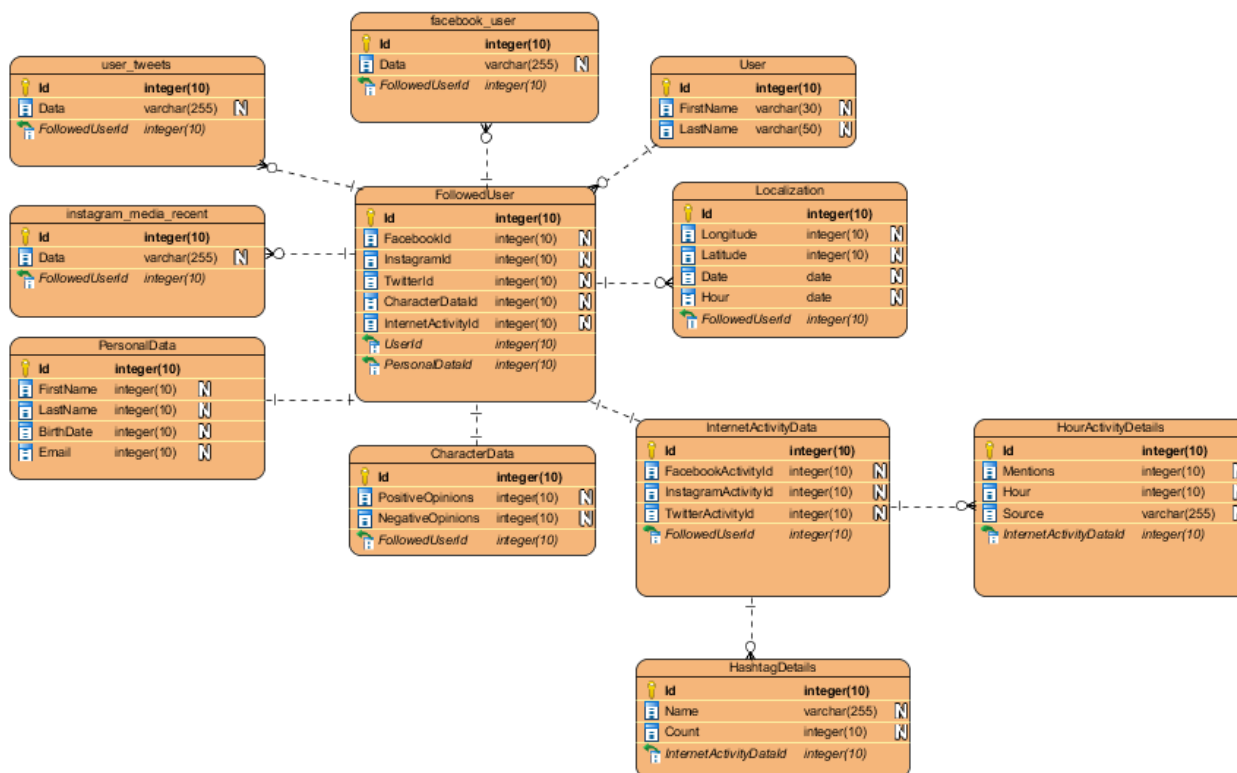 facebook_user
Id integer(10)
Data varchar(255) N
FollowedUserId integer(10)
user_tweets
Id integer(10)
Data varchar(255) N
FollowedUserId integer(10)
User
Id integer(10)
FirstName varchar(30) N
LastName varchar(50) N
instagram_media_recent
Id integer(10)
Data varchar(255) N
FollowedUserId integer(10)
FollowedUser
Id integer(10)
FacebookId integer(10) N
InstagramId integer(10) N
TwitterId integer(10) N
CharacterDataId integer(10) N
InternetActivityId integer(10) N
UserId integer(10)
PersonalDataId integer(10)
Localization
Id integer(10)
Longitude integer(10) N
Latitude integer(10) N
Date date N
Hour date N
FollowedUserId integer(10)
PersonalData
Id integer(10)
FirstName integer(10) N
LastName integer(10) N
BirthDate integer(10) N
Email integer(10) N
CharacterData
Id integer(10)
PositiveOpinions integer(10) N
NegativeOpinions integer(10) N
FollowedUserId integer(10)
InternetActivityData
Id integer(10)
FacebookActivityId integer(10) N
InstagramActivityId integer(10) N
TwitterActivityId integer(10) N
FollowedUserId integer(10)
HourActivityDetails
Id integer(10)
Mentions integer(10)
Hour integer(10)
Source varchar(255)
InternetActivityDataId integer(10)
HashtagDetails
Id integer(10)
Name varchar(255) N
Count integer(10) N
InternetActivityDataId integer(10)